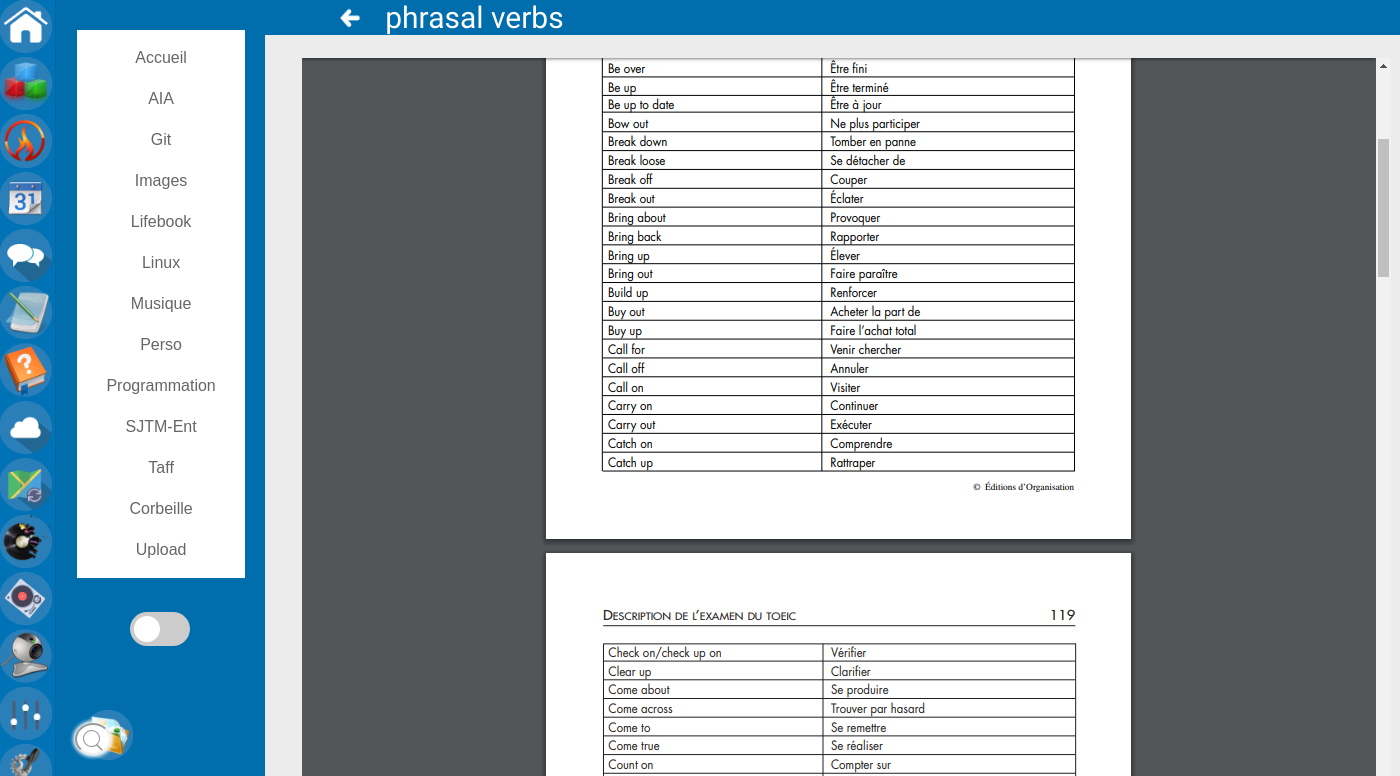 phrasal verbs
Accueil
AIA
Git
Images
Lifebook
Linux
Musique
Perso
Programmation
SJTM-Ent
Taff
Corbeille
Upload
31
?
Be over Être fini
Be up Être terminé
Be up to date Être à jour
Bow out Ne plus participer
Break down Tomber en panne
Break loose Se détacher de
Break off Couper
Break out Éclater
Bring about Provoquer
Bring back Rapporter
Bring up Élever
Bring out Faire paraître
Build up Renforcer
Buy out Acheter la part de
Buy up Faire l'achat total
Call for Venir chercher
Call off Annuler
Call on Visiter
Carry on Continuer
Carry out Exécuter
Catch on Comprendre
Catch up Rattraper
© Éditions d'Organisation
DESCRIPTION DE L'EXAMEN DU TOEIC 119
Check on/check up on Vérifier
Clear up Clarifier
Come about Se produire
Come across Trouver par hasard
Come to Se remettre
Come true Se réaliser
Count on Compter sur